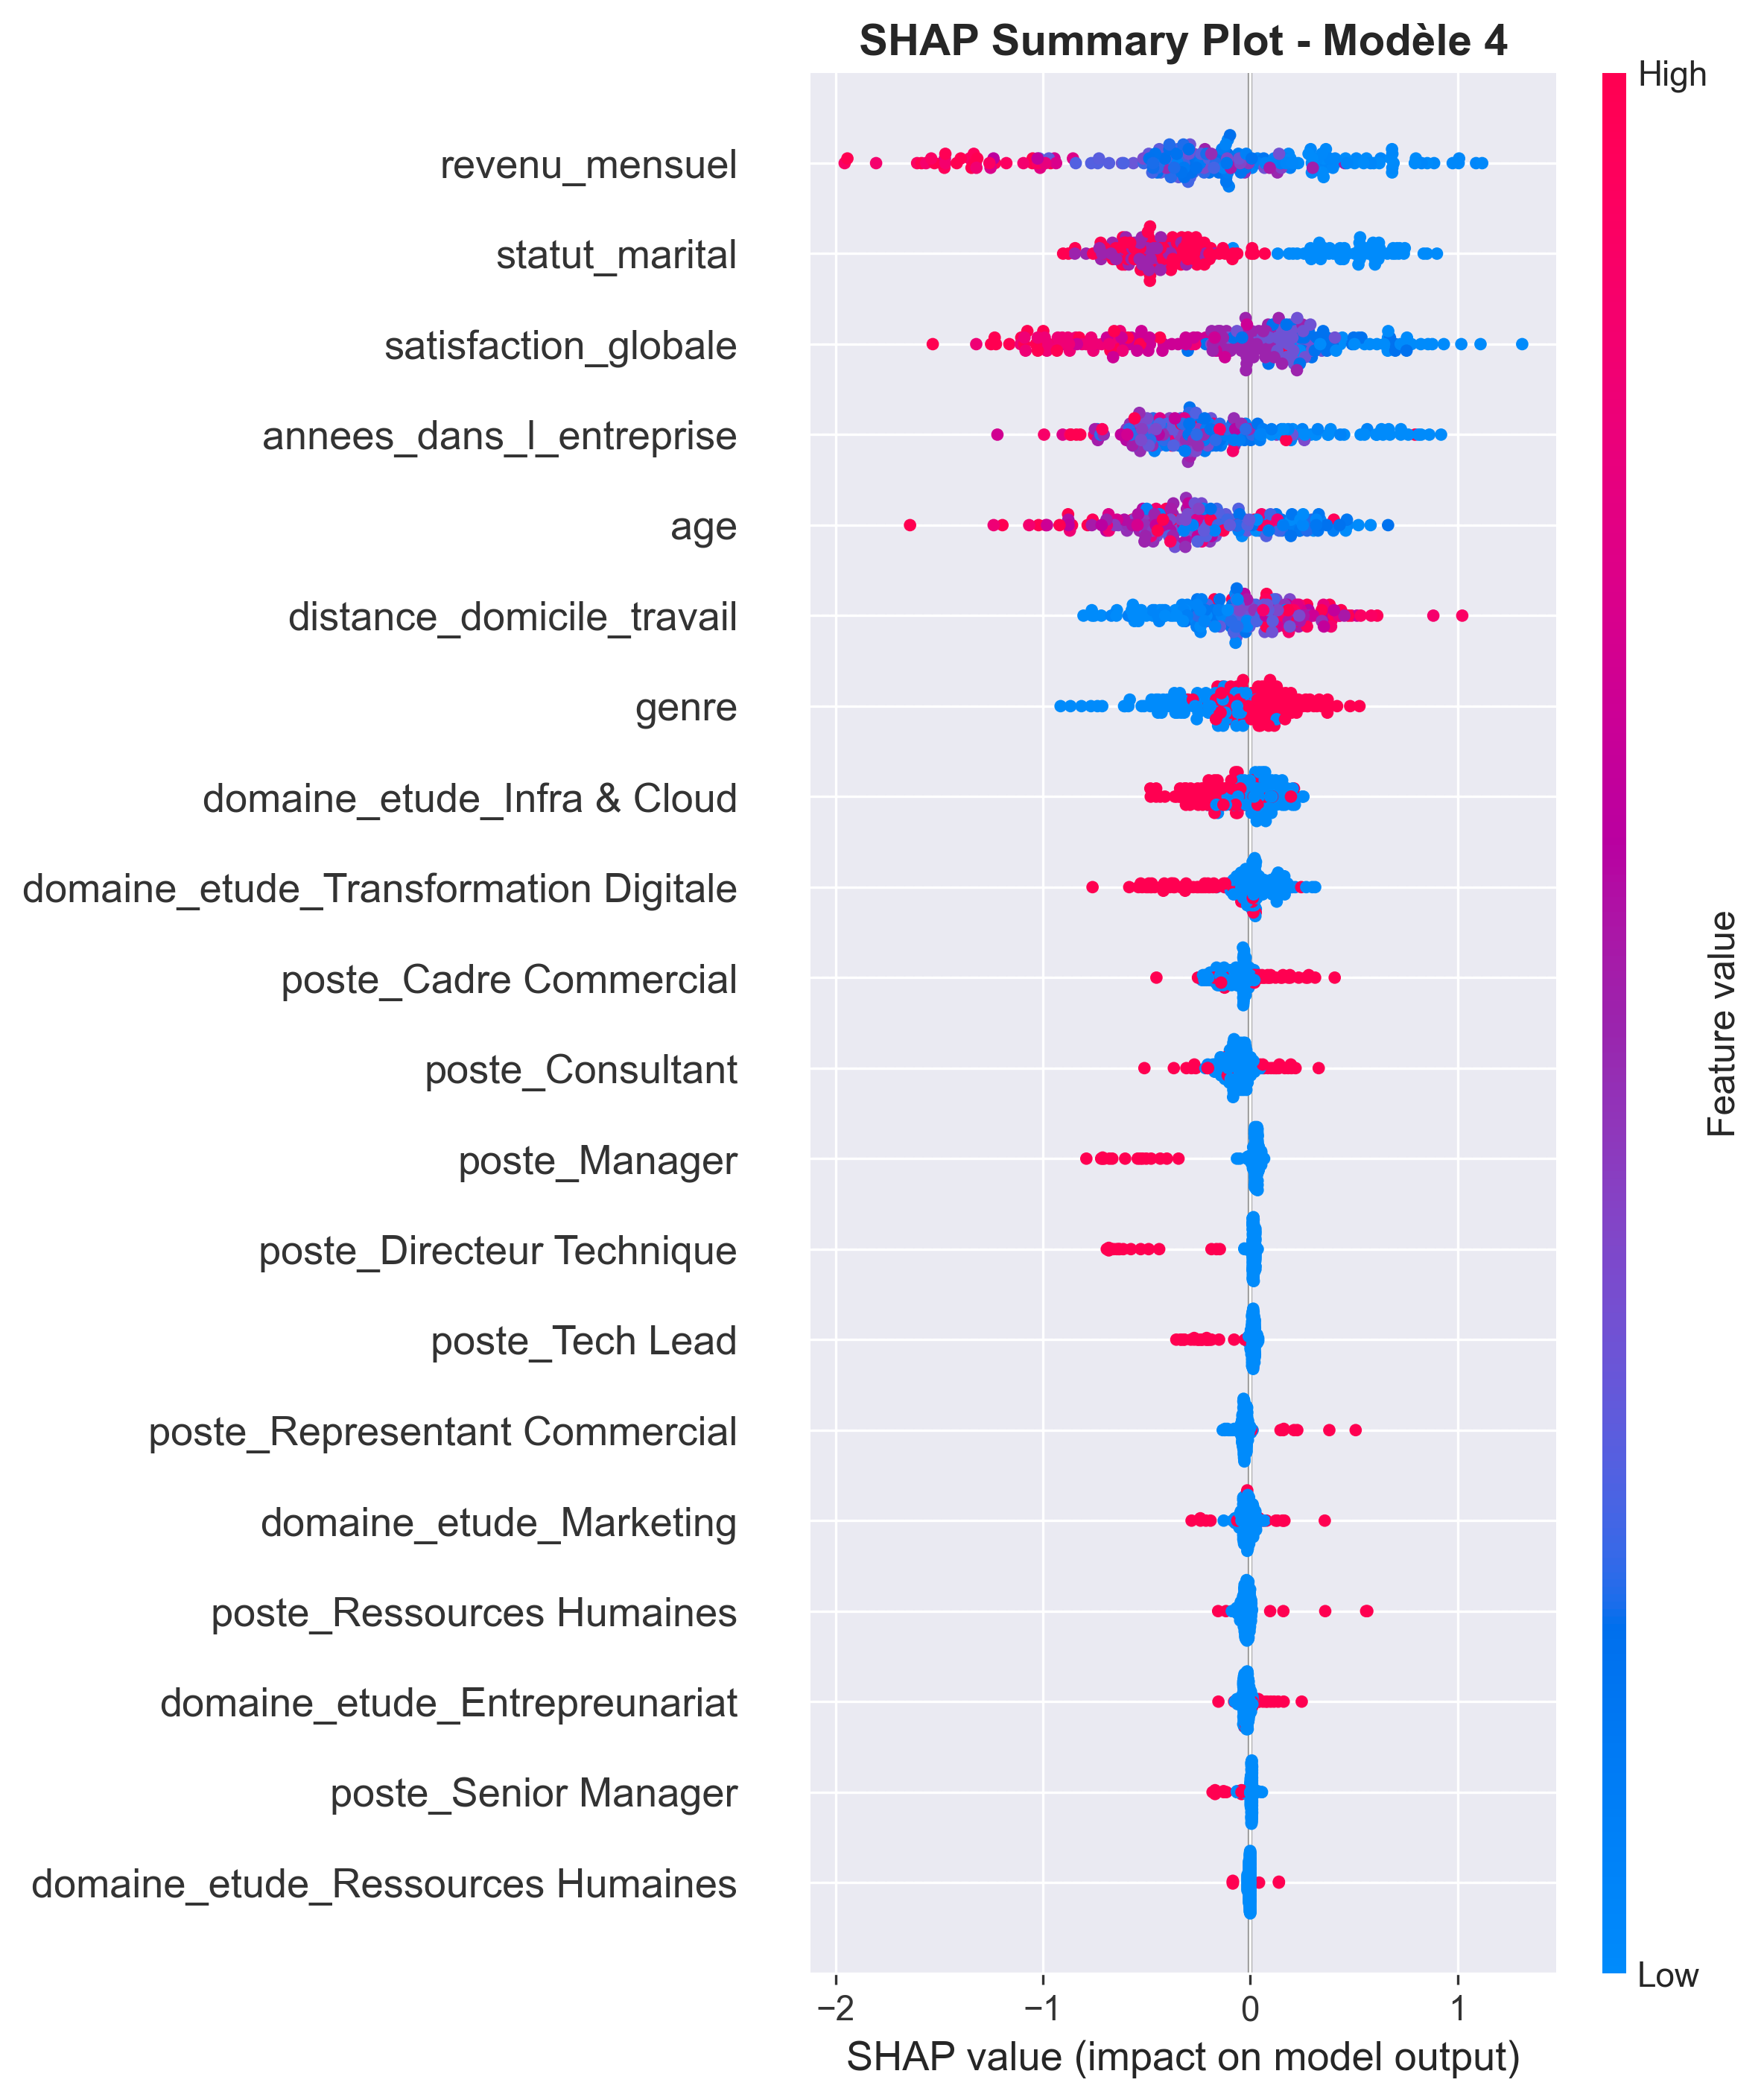 SHAP Summary Plot - Modèle 4
High
revenu_mensuel
statut_marital
satisfaction_globale
annees_dans_l_entreprise
age
distance_domicile_travail
genre
domaine_etude_Infra & Cloud
domaine_etude_Transformation Digitale
poste_Cadre Commercial
poste_Consultant
poste_Manager
poste_Directeur Technique
poste_Tech Lead
poste_Representant Commercial
domaine_etude_Marketing
poste_Ressources Humaines
domaine_etude_Entrepreunariat
poste_Senior Manager
domaine_etude_Ressources Humaines
Feature value
Low
−2 −1 0 1
SHAP value (impact on model output)